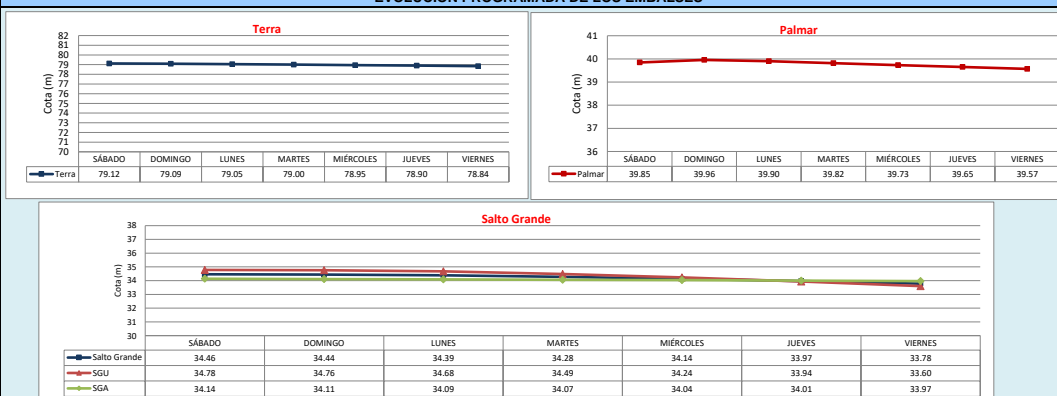 EVOLUCIÓN PROGRAMADA DE LOS EMBALSES
Terra
Cota (m)
82
81
80
79
78
77
76
75
74
73
72
71
70
SÁBADO DOMINGO LUNES MARTES MIÉRCOLES JUEVES VIERNES
Terra 79.12 79.09 79.05 79.00 78.95 78.90 78.84
Palmar
Cota (m)
41
40
39
38
37
36
SÁBADO DOMINGO LUNES MARTES MIÉRCOLES JUEVES VIERNES
Palmar 39.85 39.96 39.90 39.82 39.73 39.65 39.57
Salto Grande
Cota (m)
38
37
36
35
34
33
32
31
30
SÁBADO DOMINGO LUNES MARTES MIÉRCOLES JUEVES VIERNES
Salto Grande 34.46 34.44 34.39 34.28 34.14 33.97 33.78
SGU 34.78 34.76 34.68 34.49 34.24 33.94 33.60
SGA 34.14 34.11 34.09 34.07 34.04 34.01 33.97